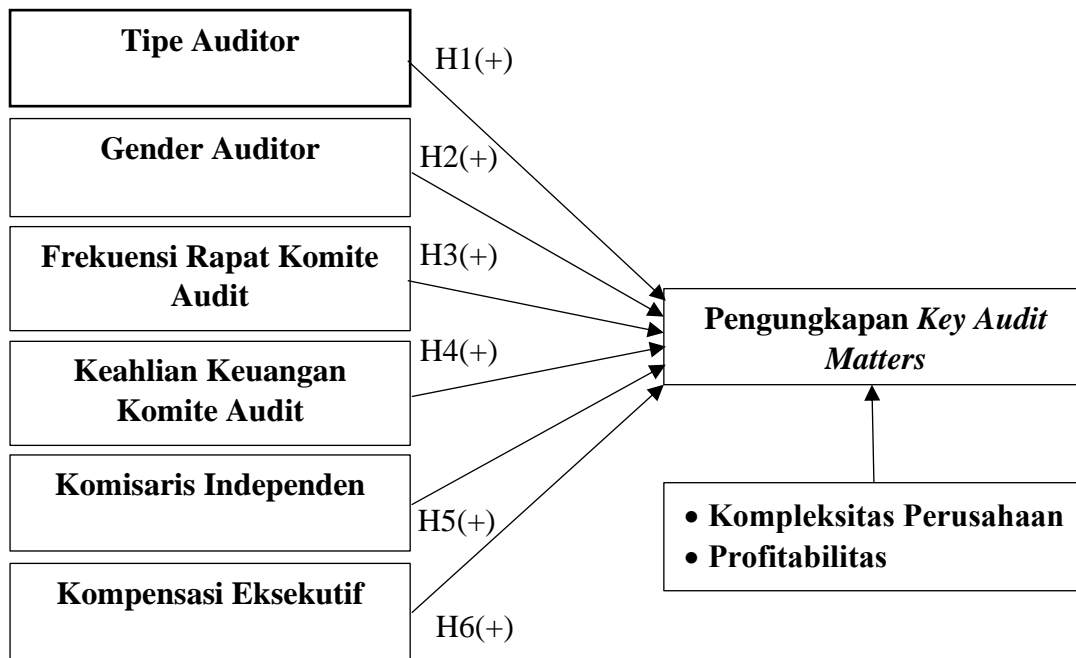 Tipe Auditor
H1(+)
Gender Auditor
H2(+)
Frekuensi Rapat Komite
Audit
H3(+)
Keahlian Keuangan
Komite Audit
H4(+)
Komisaris Independen
H5(+)
Kompensasi Eksekutif
H6(+)
Pengungkapan Key Audit
Matters
• Kompleksitas Perusahaan
• Profitabilitas